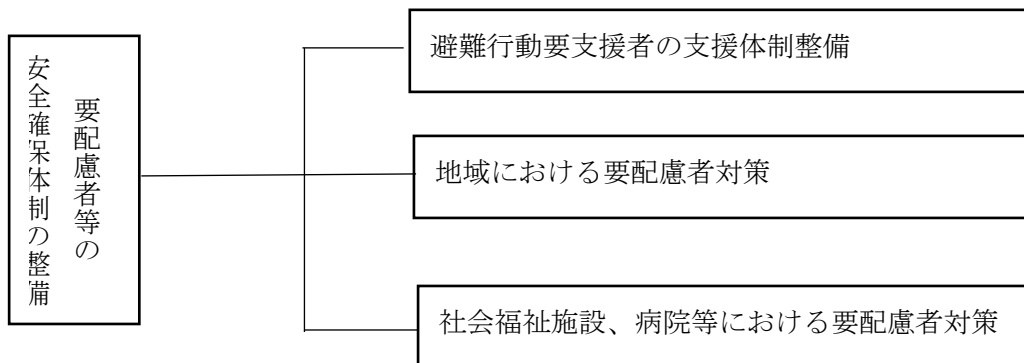 要配慮者等の
安全確保体制の整備
避難行動要支援者の支援体制整備
地域における要配慮者対策
社会福祉施設、病院等における要配慮者対策